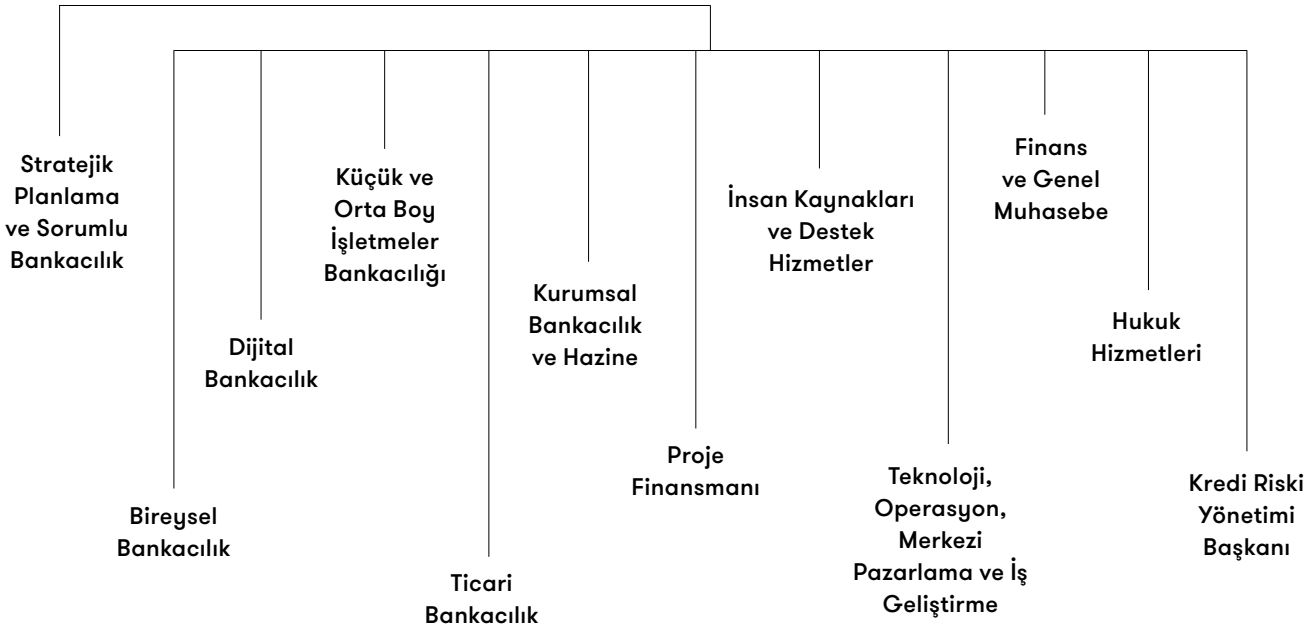 Stratejik
Planlama
ve Sorumlu
Bankacılık
Bireysel
Bankacılık
Dijital
Bankacılık
Küçük ve
Orta Boy
İşletmeler
Bankacılığı
Ticari
Bankacılık
Kurumsal
Bankacılık
ve Hazine
Proje
Finansmanı
İnsan Kaynakları
ve Destek
Hizmetler
Teknoloji,
Operasyon,
Merkezi
Pazarlama ve İş
Geliştirme
Finans
ve Genel
Muhasebe
Hukuk
Hizmetleri
Kredi Riski
Yönetimi
Başkanı